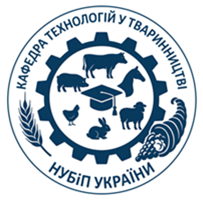 КАФЕДРА ТЕХНОЛОГІЙ У ТВАРИННИЦТВІ
НУБіП УКРАЇНИ